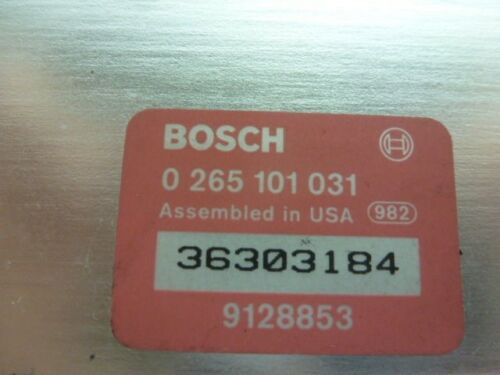 BOSCH
0 265 101 031
Assembled in USA 982
36303184
9128853